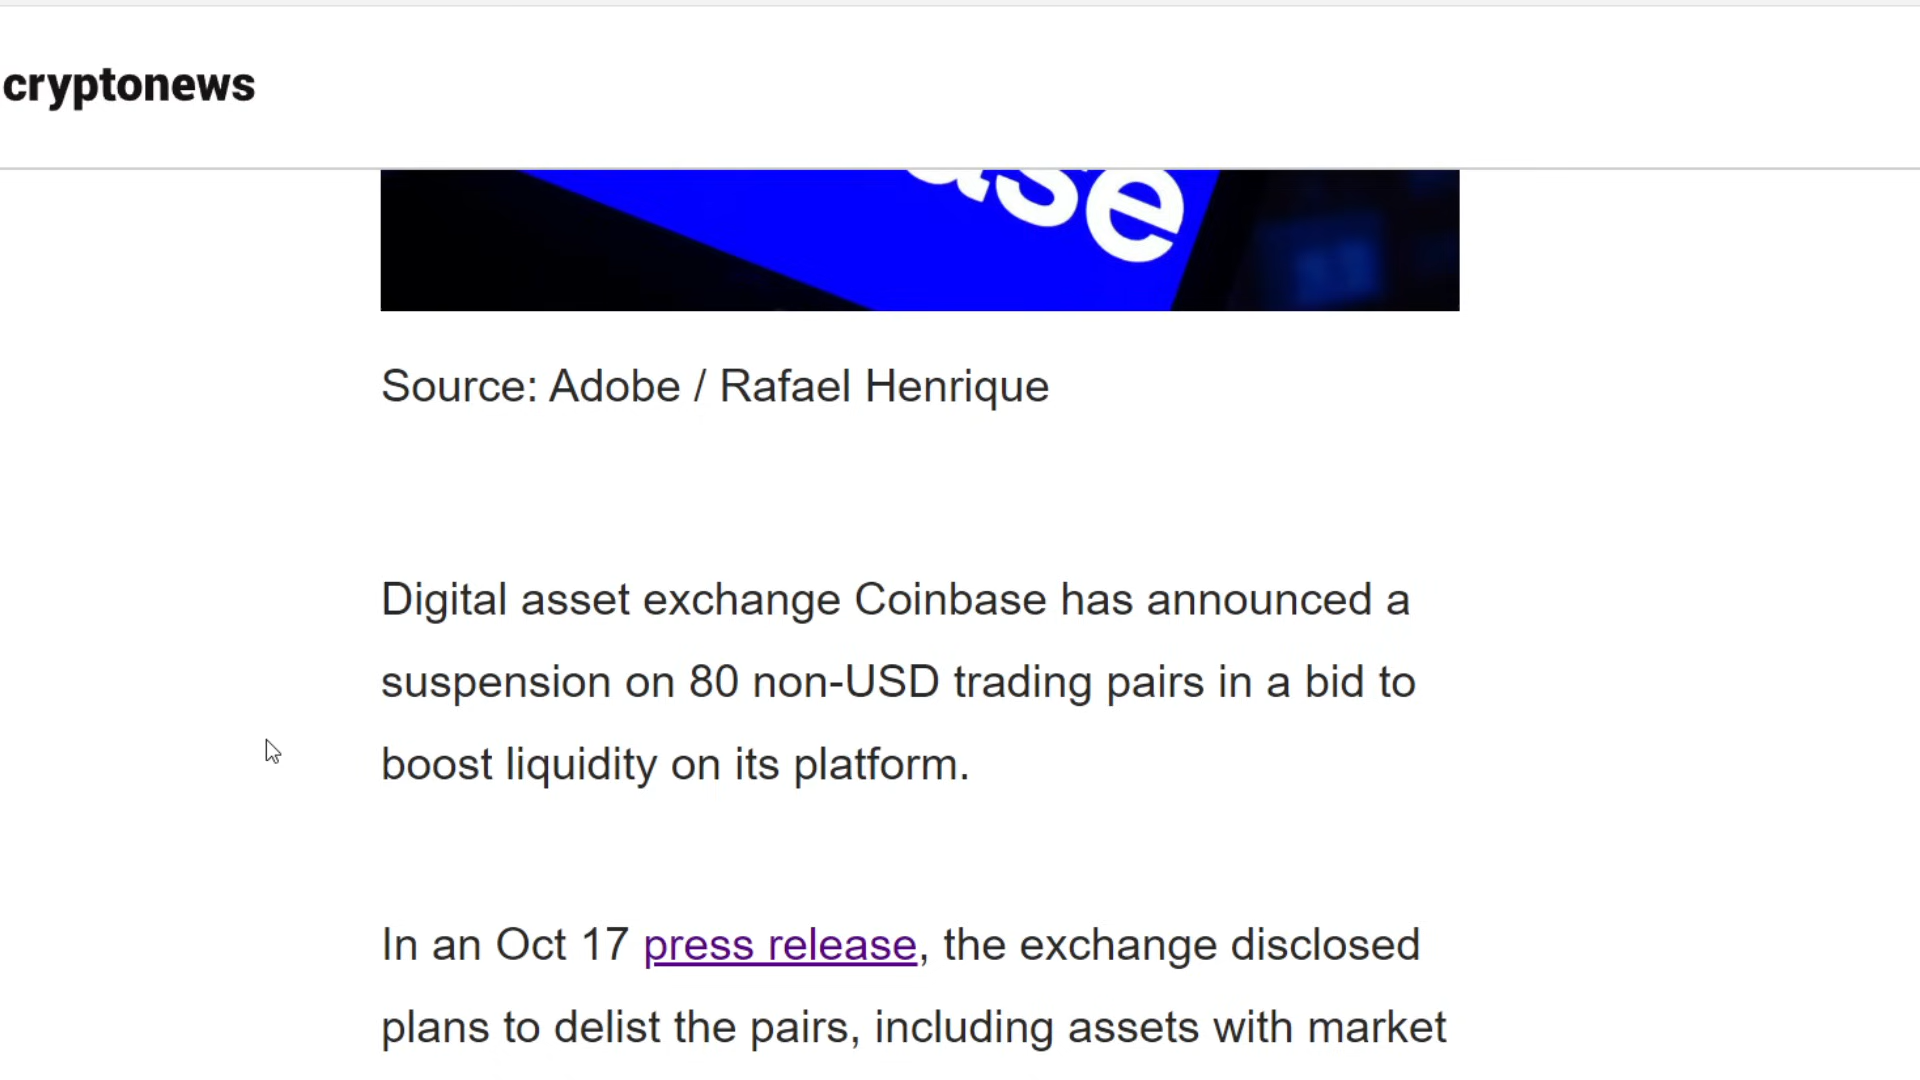 cryptonews
ase
Source: Adobe / Rafael Henrique
Digital asset exchange Coinbase has announced a
suspension on 80 non-USD trading pairs in a bid to
boost liquidity on its platform.
In an Oct 17 press release, the exchange disclosed
plans to delist the pairs, including assets with market